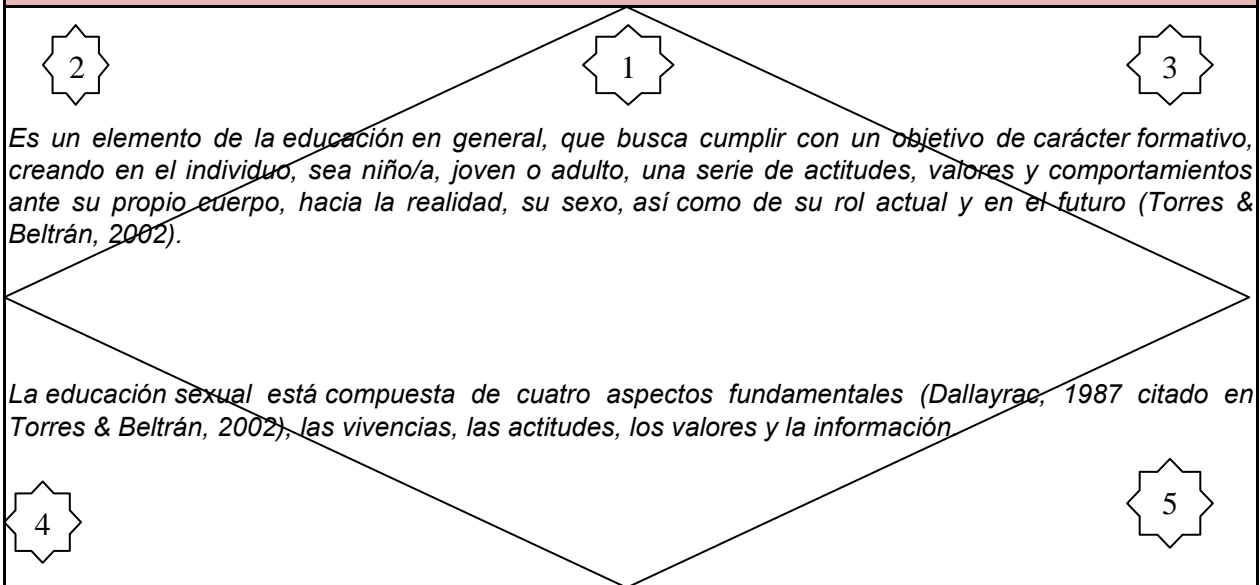 2
1
3
Es un elemento de la educación en general, que busca cumplir con un objetivo de carácter formativo,
creando en el individuo, sea niño/a, joven o adulto, una serie de actitudes, valores y comportamientos
ante su propio cuerpo, hacia la realidad, su sexo, así como de su rol actual y en el futuro (Torres &
Beltrán, 2002).
La educación sexual está compuesta de cuatro aspectos fundamentales (Dallayrac, 1987 citado en
Torres & Beltrán, 2002), las vivencias, las actitudes, los valores y la información.
4
5